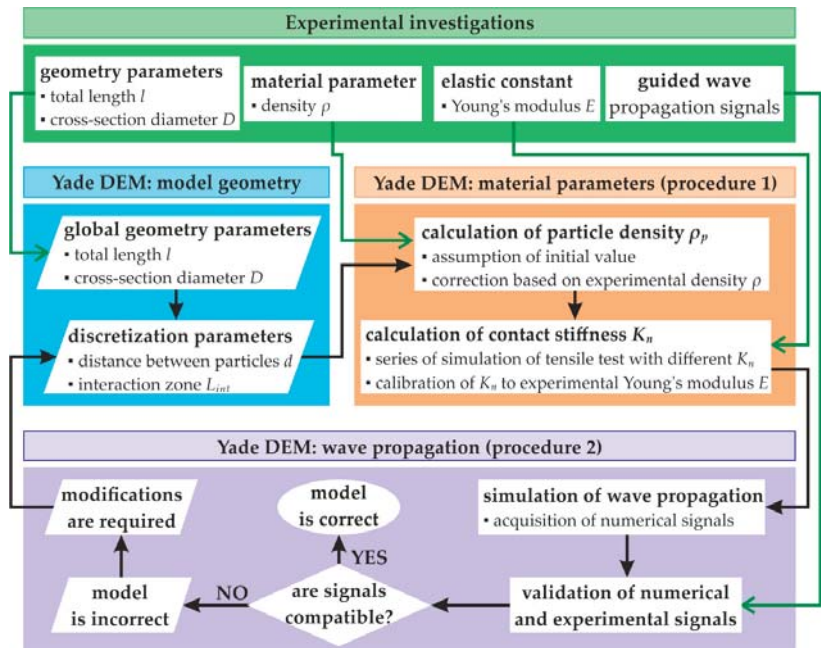 Experimental investigations
geometry parameters
▪ total length l
▪ cross-section diameter D
material parameter
▪ density ρ
elastic constant
▪ Young's modulus E
guided wave
propagation signals
Yade DEM: model geometry
global geometry parameters
▪ total length l
▪ cross-section diameter D
discretization parameters
▪ distance between particles d
▪ interaction zone Lint
Yade DEM: material parameters (procedure 1)
calculation of particle density ρp
▪ assumption of initial value
▪ correction based on experimental density ρ
calculation of contact stiffness Kn
▪ series of simulation of tensile test with different Kn
▪ calibration of Kn to experimental Young's modulus E
Yade DEM: wave propagation (procedure 2)
simulation of wave propagation
▪ acquisition of numerical signals
validation of numerical
and experimental signals
are signals
compatible?
YES
model
is correct
NO
model
is incorrect
modifications
are required